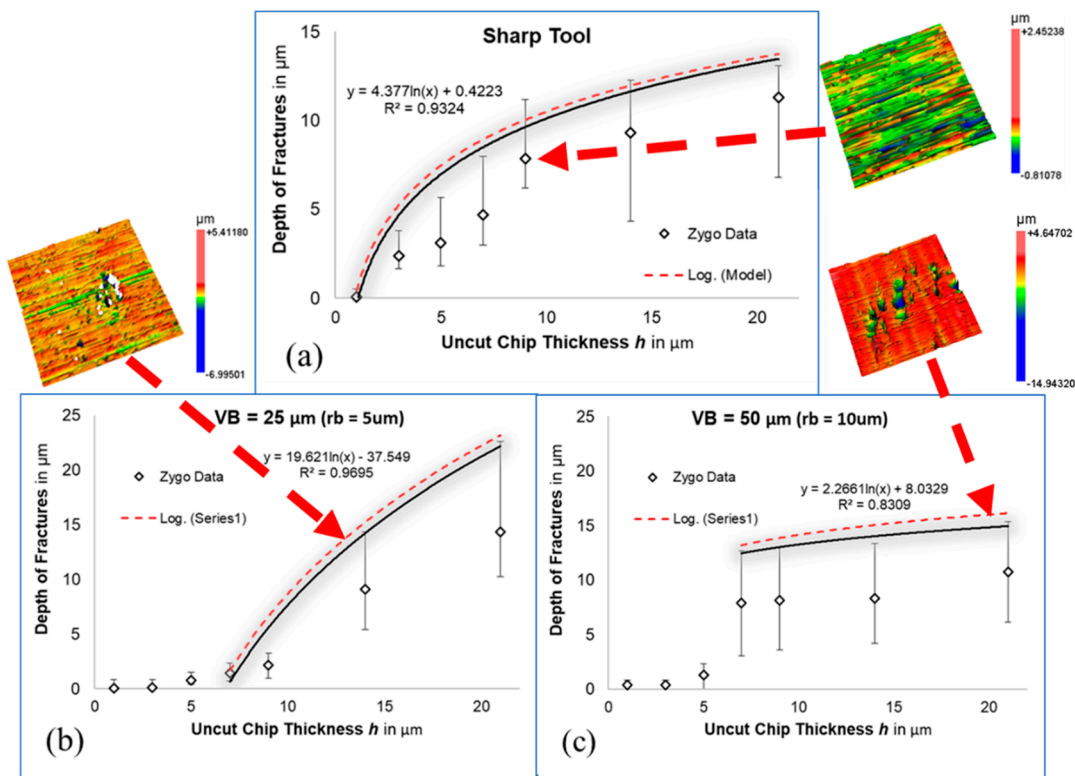 Sharp Tool
Depth of Fractures in µm
15
10
5
0
y = 4.377ln(x) + 0.4223
R² = 0.9324
Zygo Data
Log. (Model)
0 5 10 15 20
Uncut Chip Thickness h in µm
(a)
µm
+2.45238
-0.81078
µm
+5.41180
-6.99501
+4.64702
-14.94320
VB = 25 µm (rb = 5um)
Depth of Fractures in µm
25
20
15
10
5
0
y = 19.621ln(x) - 37.549
R² = 0.9695
Zygo Data
Log. (Series1)
0 5 10 15 20
Uncut Chip Thickness h in µm
(b)
µm
VB = 50 µm (rb = 10um)
Depth of Fractures in µm
25
20
15
10
5
0
y = 2.2661ln(x) + 8.0329
R² = 0.8309
Zygo Data
Log. (Series1)
0 5 10 15 20
Uncut Chip Thickness h in µm
(c)